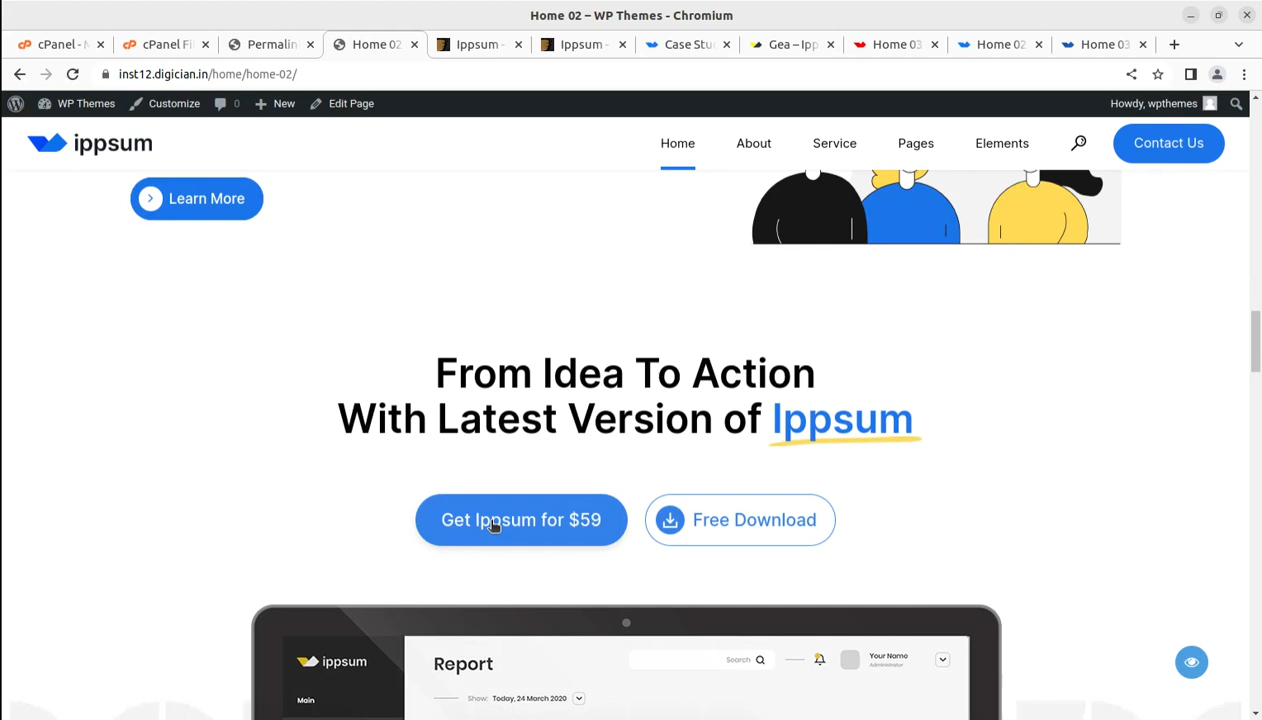 Home 02 – WP Themes - Chromium
cPanel - M
cPanel Fi
Permalin
Home 02
Ippsum -
Ippsum -
Case Stu
Gea – Ipp
Home 03
Home 02
Home 03
inst12.digician.in/home/home-02/
WP Themes
Customize
0
New
Edit Page
Howdy, wpthemes
ippsum
Home
About
Service
Pages
Elements
Contact Us
Learn More
From Idea To Action
With Latest Version of Ippsum
Get Ippsum for $59
Free Download
ippsum
Report
Search
Your Name
Administrator
Main
Show: Today, 24 March 2020